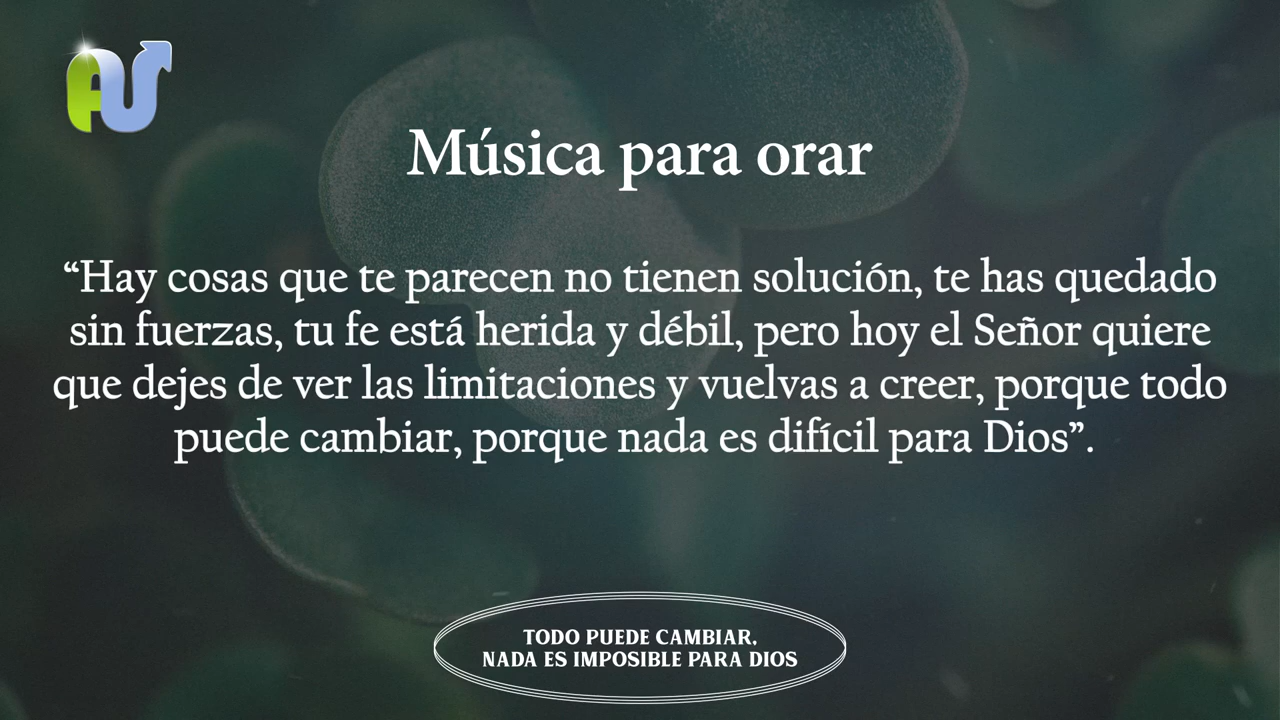 AU
Música para orar
“Hay cosas que te parecen no tienen solución, te has quedado
sin fuerzas, tu fe está herida y débil, pero hoy el Señor quiere
que dejes de ver las limitaciones y vuelvas a creer, porque todo
puede cambiar, porque nada es difícil para Dios”.
TODO PUEDE CAMBIAR,
NADA ES IMPOSIBLE PARA DIOS